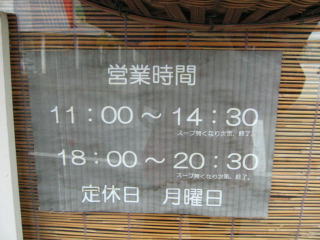 営業時間
11：00～14：30
スープ無くなり次第、終了。
18：00～20：30
スープ無くなり次第、終了。
定休日　月曜日